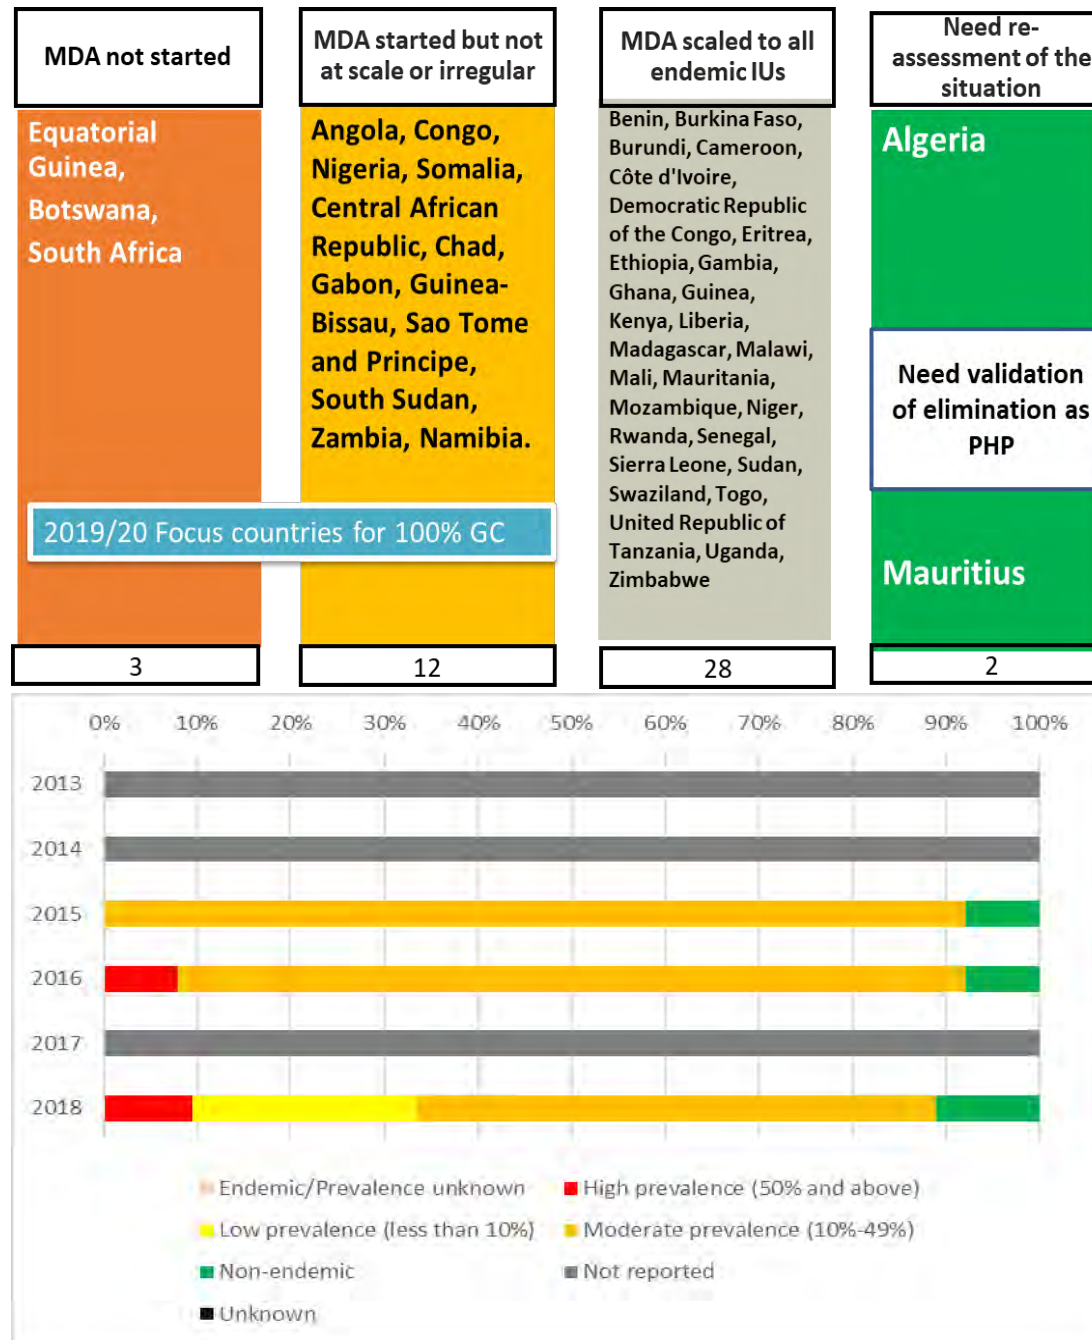 MDA not started
Equatorial
Guinea,
Botswana,
South Africa
3
MDA started but not
at scale or irregular
Angola, Congo,
Nigeria, Somalia,
Central African
Republic, Chad,
Gabon, Guinea-
Bissau, Sao Tome
and Principe,
South Sudan,
Zambia, Namibia.
12
2019/20 Focus countries for 100% GC
MDA scaled to all
endemic IUs
Benin, Burkina Faso,
Burundi, Cameroon,
Côte d'Ivoire,
Democratic Republic
of the Congo, Eritrea,
Ethiopia, Gambia,
Ghana, Guinea,
Kenya, Liberia,
Madagascar, Malawi,
Mali, Mauritania,
Mozambique, Niger,
Rwanda, Senegal,
Sierra Leone, Sudan,
Swaziland, Togo,
United Republic of
Tanzania, Uganda,
Zimbabwe
28
Need re-
assessment of the
situation
Algeria
Need validation
of elimination as
PHP
Mauritius
2
0% 10% 20% 30% 40% 50% 60% 70% 80% 90% 100%
2013
2014
2015
2016
2017
2018
Endemic/Prevalence unknown
High prevalence (50% and above)
Low prevalence (less than 10%)
Moderate prevalence (10%-49%)
Non-endemic
Not reported
Unknown